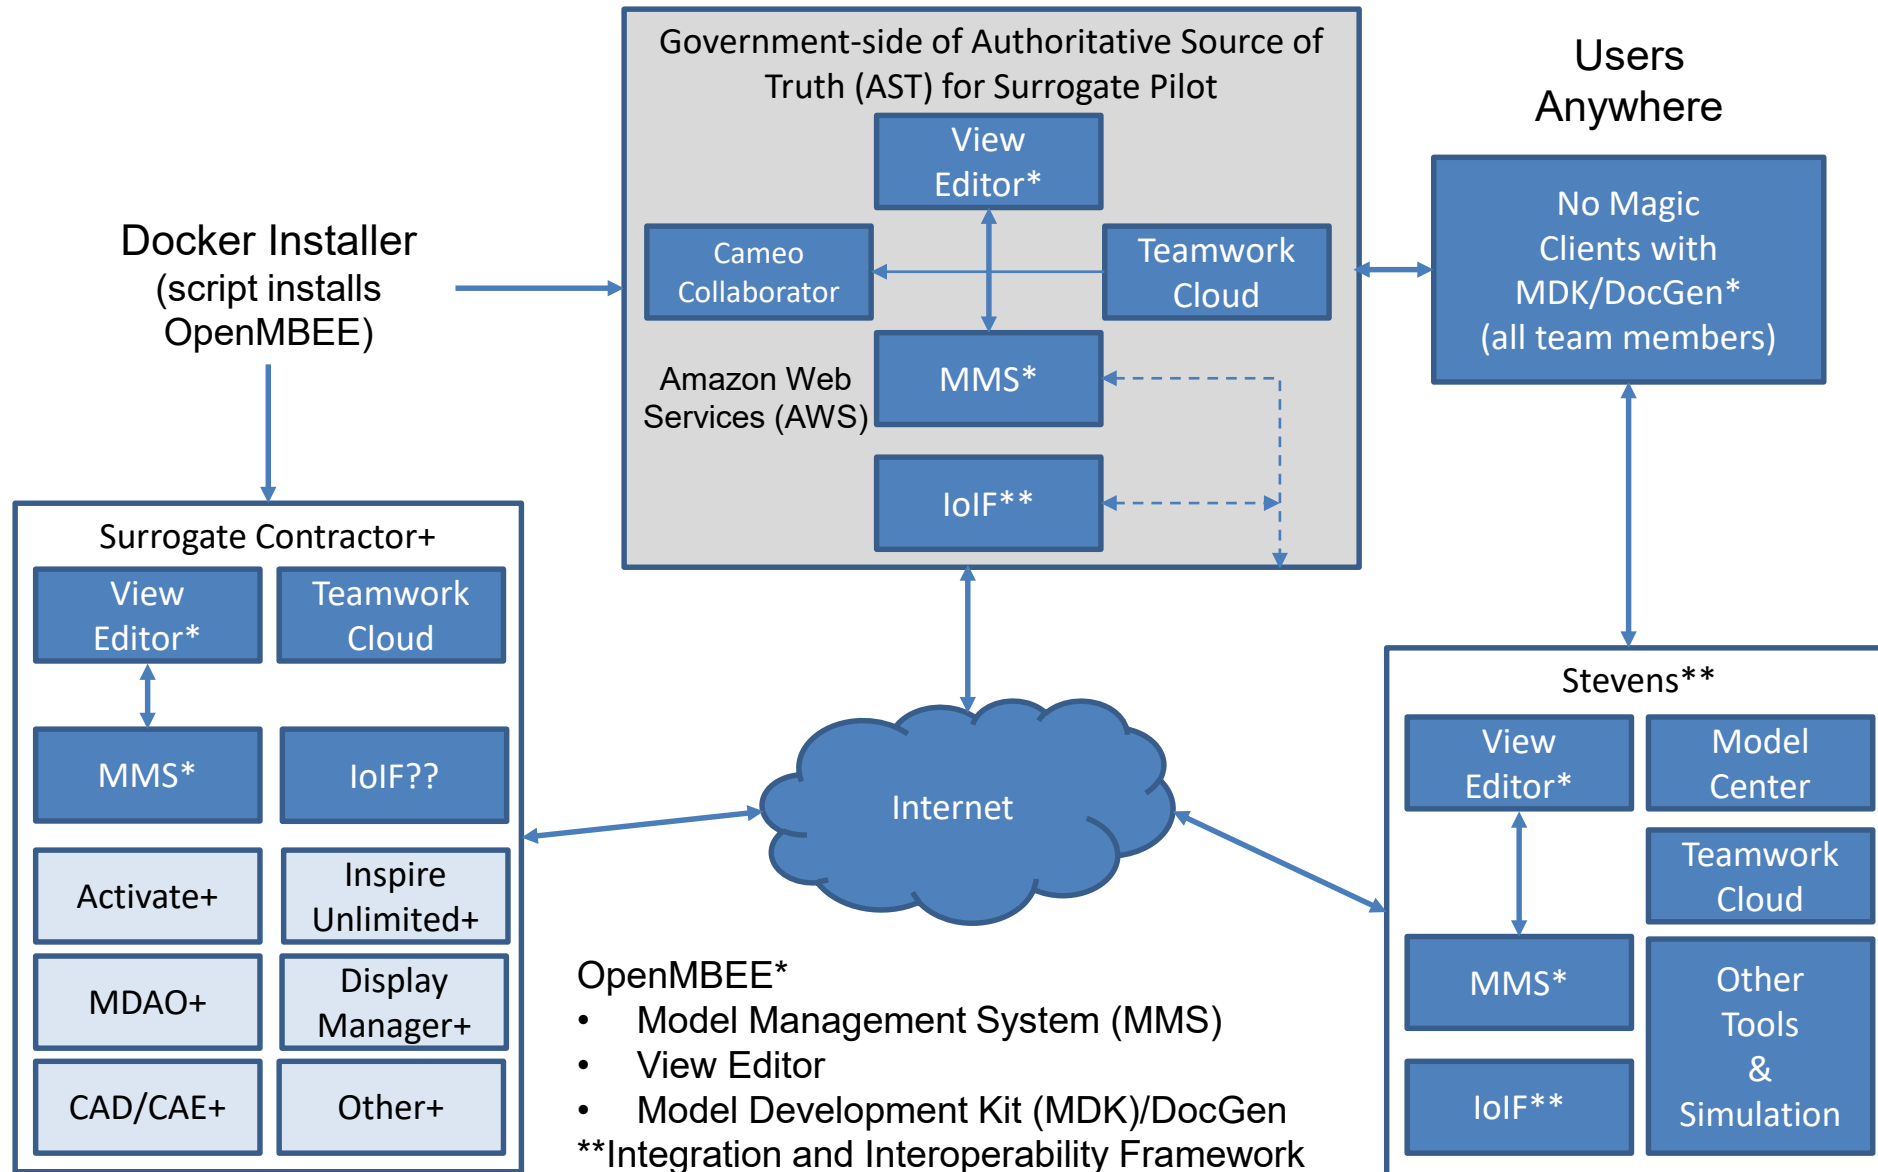 Government-side of Authoritative Source of
Truth (AST) for Surrogate Pilot
View
Editor*
Cameo
Collaborator
Teamwork
Cloud
MMS*
Amazon Web
Services (AWS)
IoIF**
Users
Anywhere
No Magic
Clients with
MDK/DocGen*
(all team members)
Docker Installer
(script installs
OpenMBEE)
Surrogate Contractor+
View
Editor*
Teamwork
Cloud
MMS*
IoIF??
Activate+
Inspire
Unlimited+
MDAO+
Display
Manager+
CAD/CAE+
Other+
Internet
Stevens**
View
Editor*
Model
Center
Teamwork
Cloud
MMS*
Other
Tools
&
Simulation
IoIF**
OpenMBEE*
• Model Management System (MMS)
• View Editor
• Model Development Kit (MDK)/DocGen
**Integration and Interoperability Framework